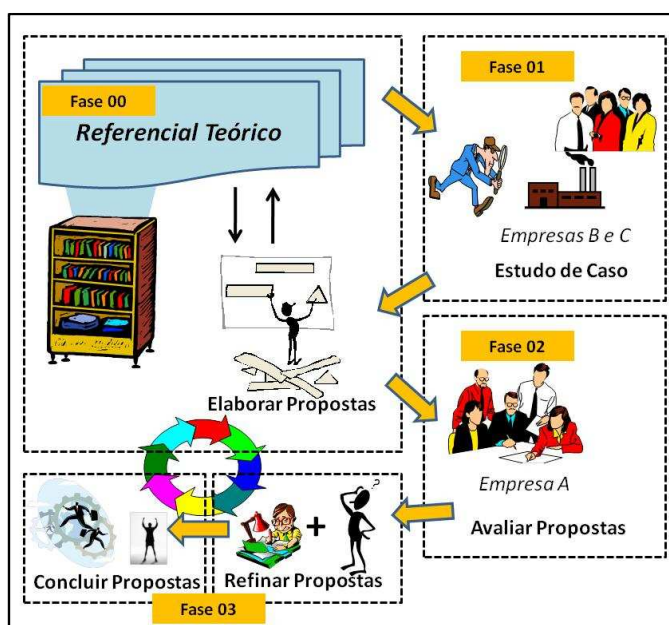 Fase 00
Referencial Teórico
Elaborar Propostas
Fase 01
Empresas B e C
Estudo de Caso
Fase 02
Empresa A
Avaliar Propostas
?
+
Refinar Propostas
Concluir Propostas
Fase 03